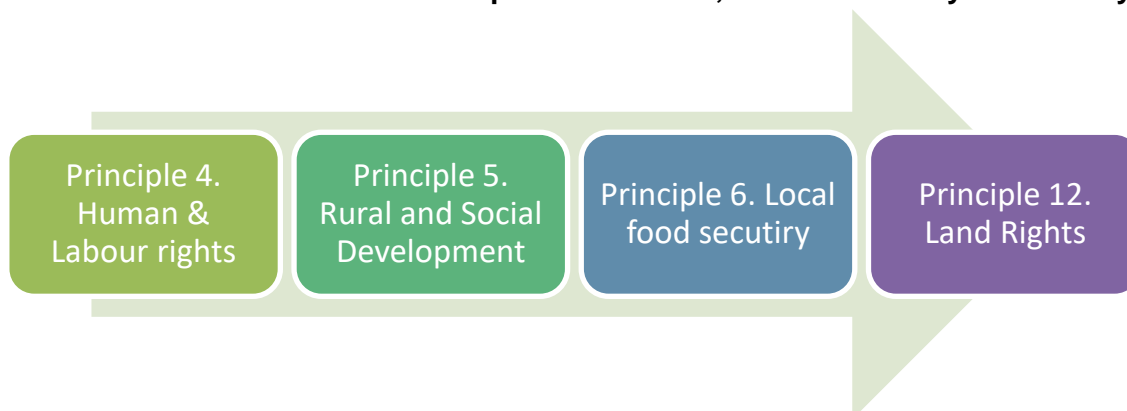 Principle 4.
Human &
Labour rights
Principle 5.
Rural and Social
Development
Principle 6. Local
food secutiry
Principle 12.
Land Rights